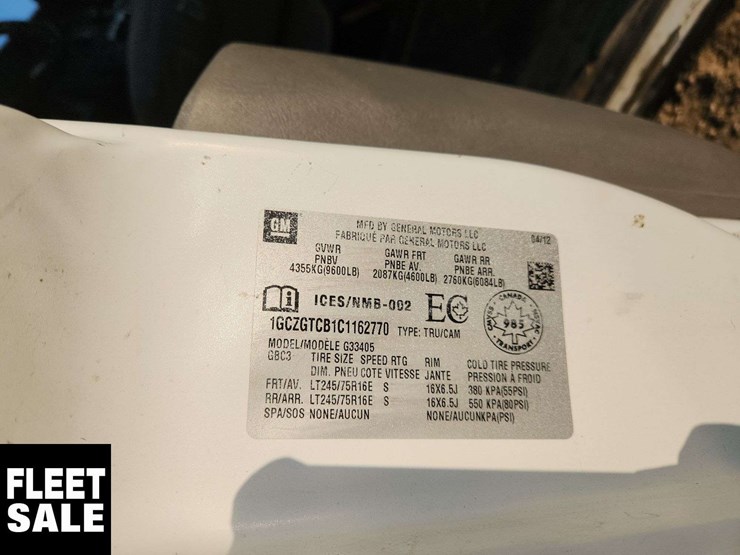 GM
MFD BY GENERAL MOTORS LLC
FABRIQUÉ PAR GENERAL MOTORS LLC
04/12
GVWR GAWR FRT GAWR RR
PNBV PNBE AV. PNBE ARR.
4355KG(9600LB) 2087KG(4600LB) 2760KG(6084LB)
i ICES/NMB-002 EC
CANADA
985
TRANSPORT
1GCZGTCB1C1162770 TYPE: TRU/CAM
MODEL/MODÈLE G33405
GBC3 TIRE SIZE SPEED RTG RIM COLD TIRE PRESSURE
DIM. PNEU COTE VITESSE JANTE PRESSION A FROID
FRT/AV. LT245/75R16E S 16X6.5J 380 KPA(55PSI)
RR/ARR. LT245/75R16E S 16X6.5J 550 KPA(80PSI)
SPA/SOS NONE/AUCUN NONE/AUCUNKPA(PSI)
FLEET
SALE